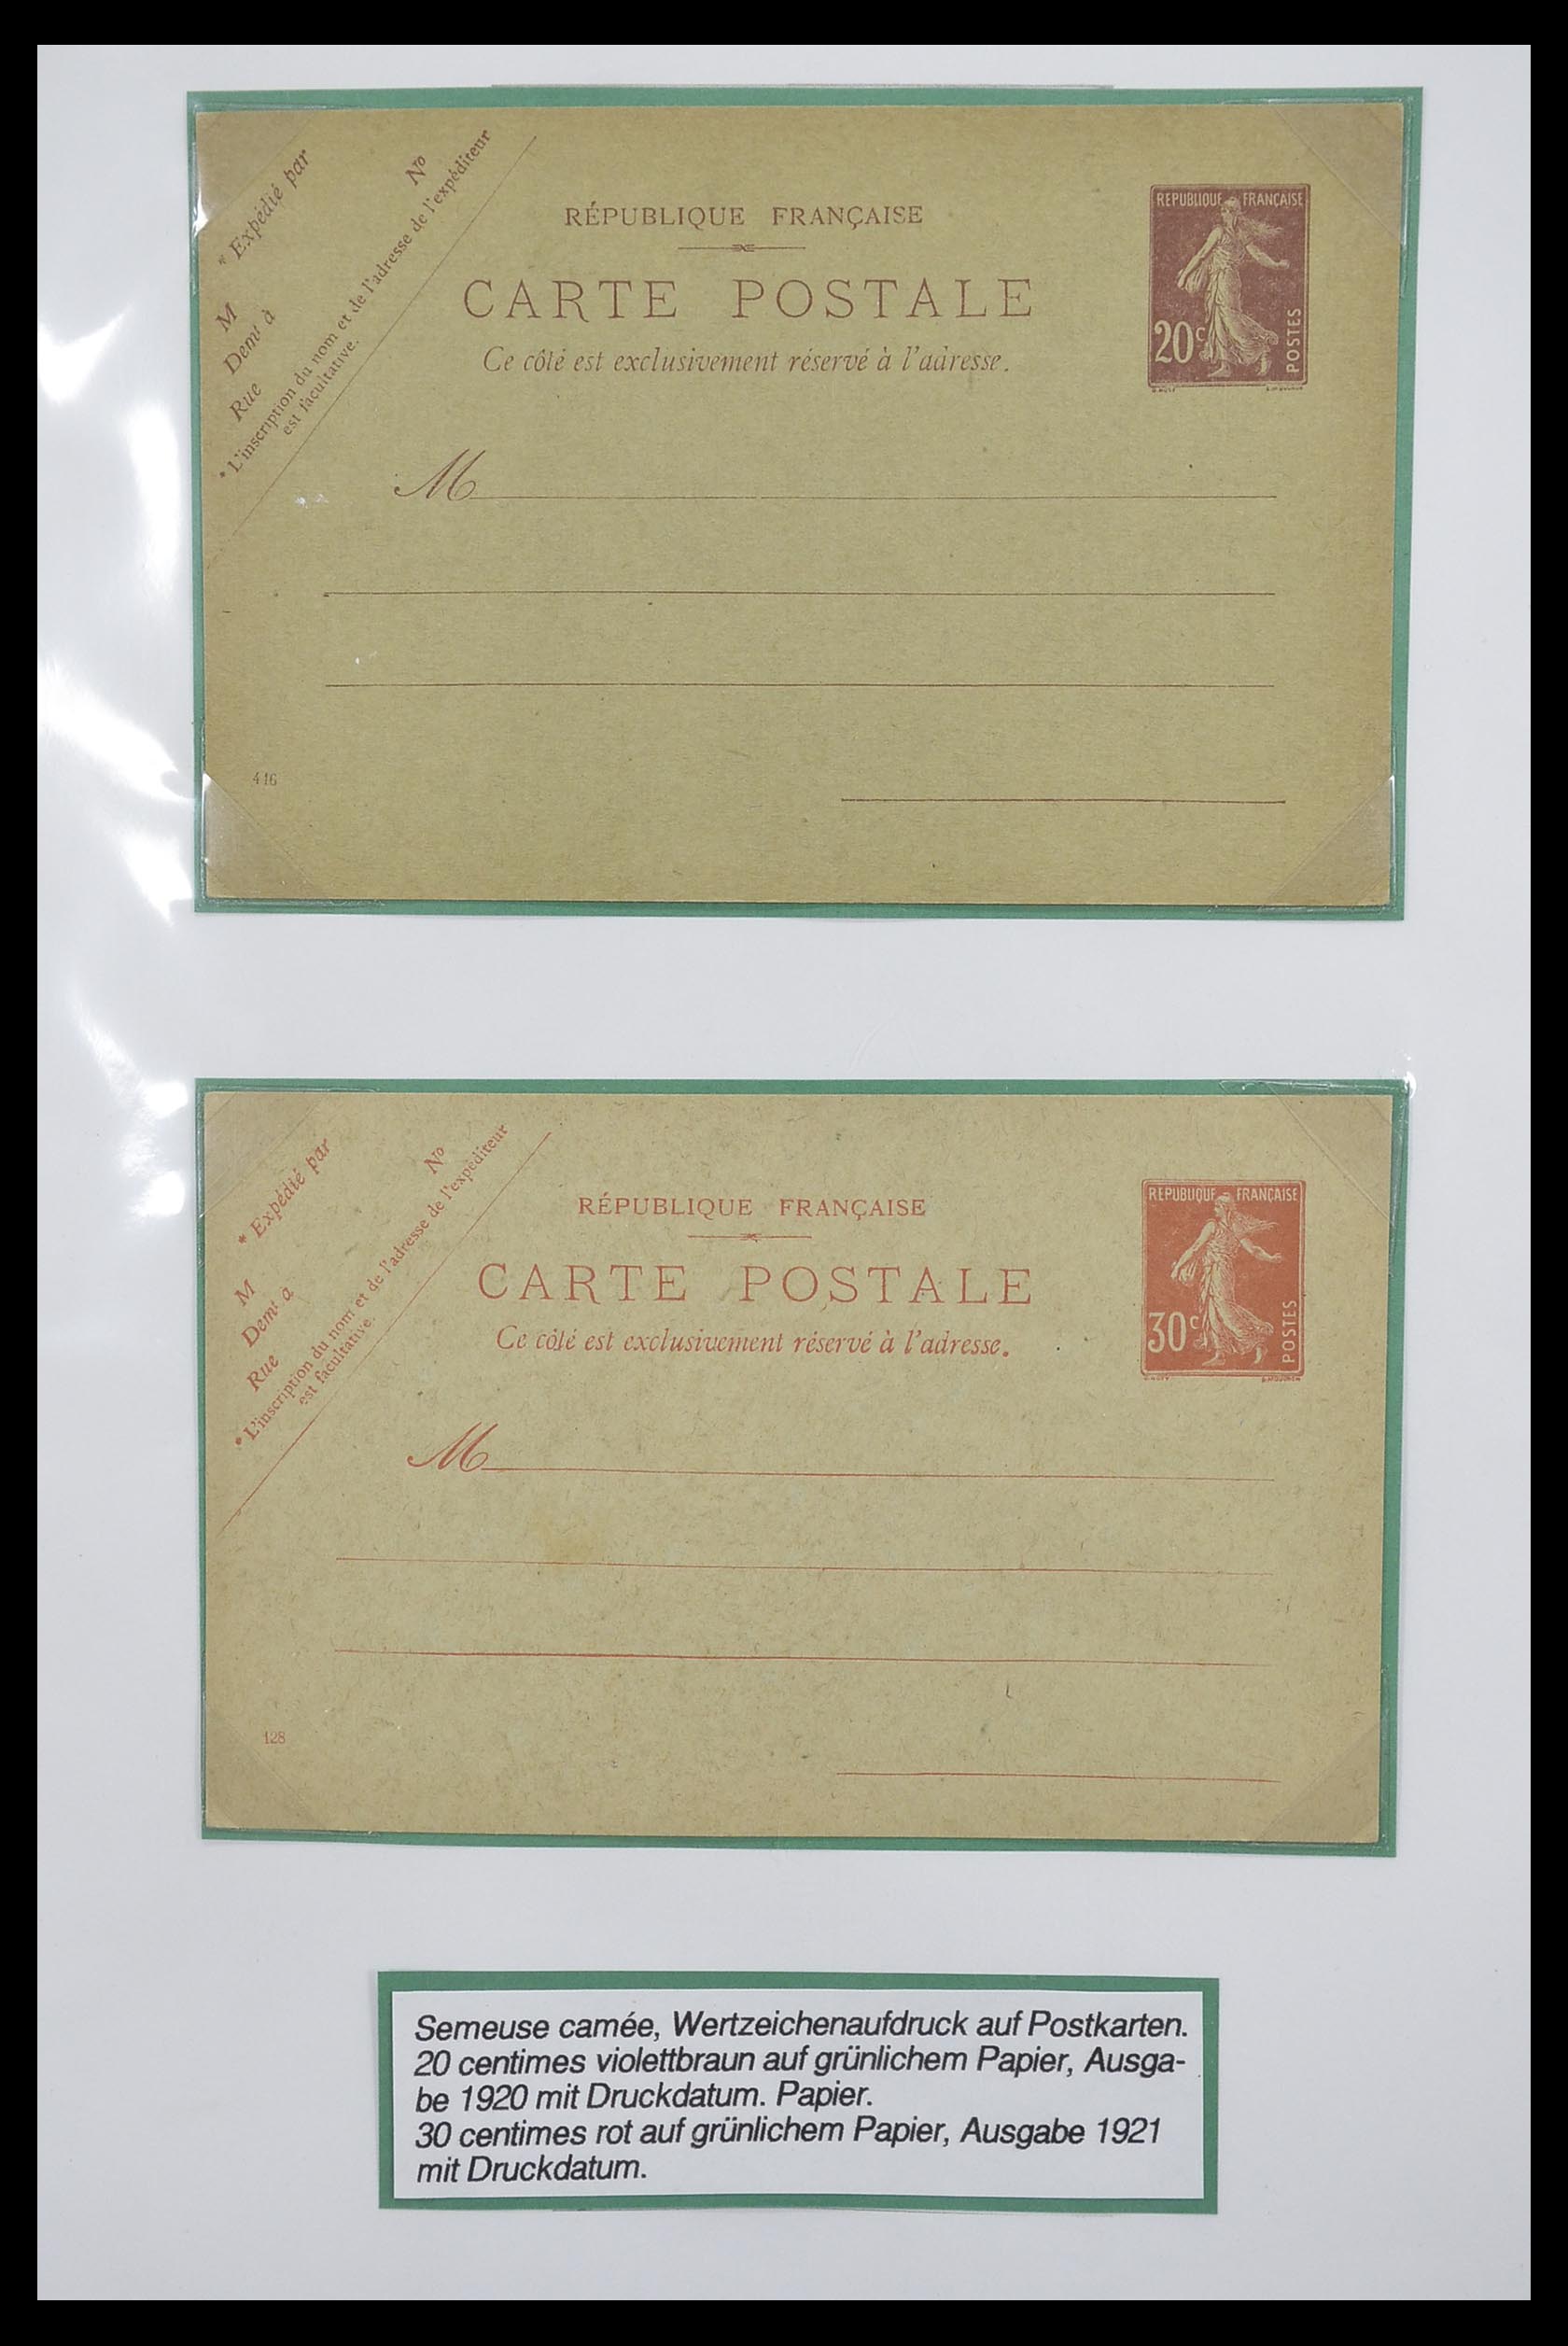 * Expédié par
M
Demt à
Rue
No
* L'inscription du nom et de l'adresse de l'expéditeur
est facultative.
RÉPUBLIQUE FRANÇAISE
CARTE POSTALE
Ce côté est exclusivement réservé à l'adresse.
REPUBLIQUE FRANÇAISE
20c
POSTES
M
446
* Expédié par
M
Demt à
Rue
No
* L'inscription du nom et de l'adresse de l'expéditeur
est facultative.
RÉPUBLIQUE FRANÇAISE
CARTE POSTALE
Ce côté est exclusivement réservé à l'adresse.
REPUBLIQUE FRANÇAISE
30c
POSTES
M
128
Semeuse camée, Wertzeichenaufdruck auf Postkarten.
20 centimes violettbraun auf grünlichem Papier, Ausga-
be 1920 mit Druckdatum. Papier.
30 centimes rot auf grünlichem Papier, Ausgabe 1921
mit Druckdatum.